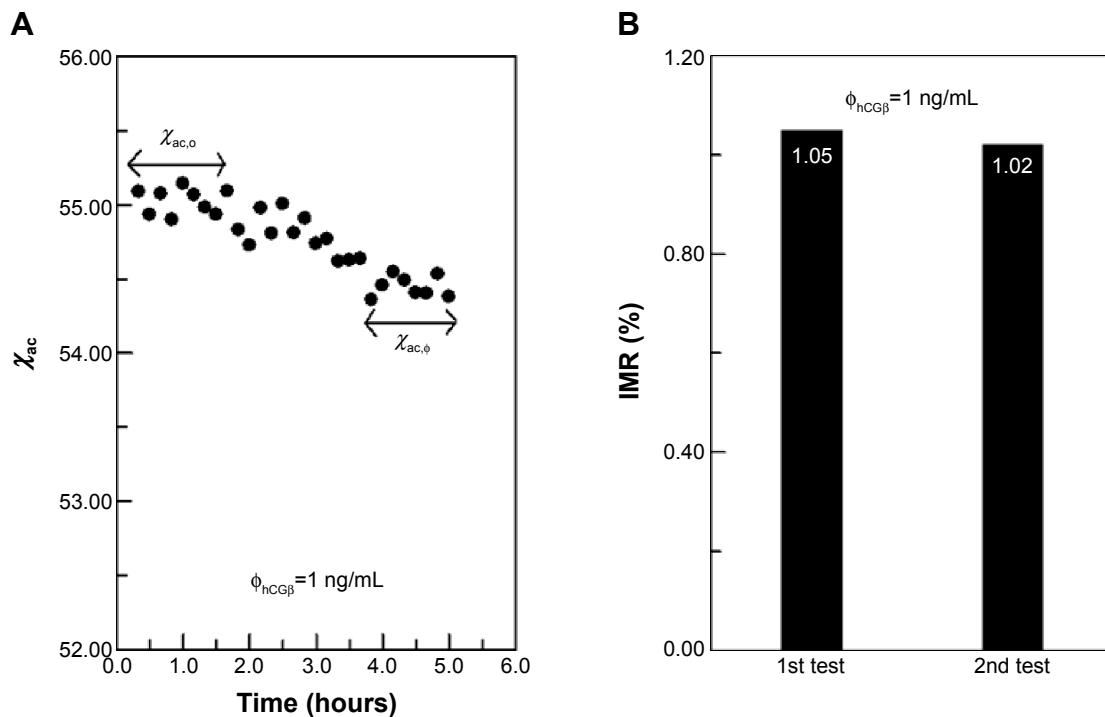 A
56.00
55.00
54.00
53.00
52.00
χac
χac,o
χac,ϕ
ϕhCGβ=1 ng/mL
0.0 1.0 2.0 3.0 4.0 5.0 6.0
Time (hours)
B
1.20
0.80
0.40
0.00
IMR (%)
ϕhCGβ=1 ng/mL
1.05
1.02
1st test 2nd test